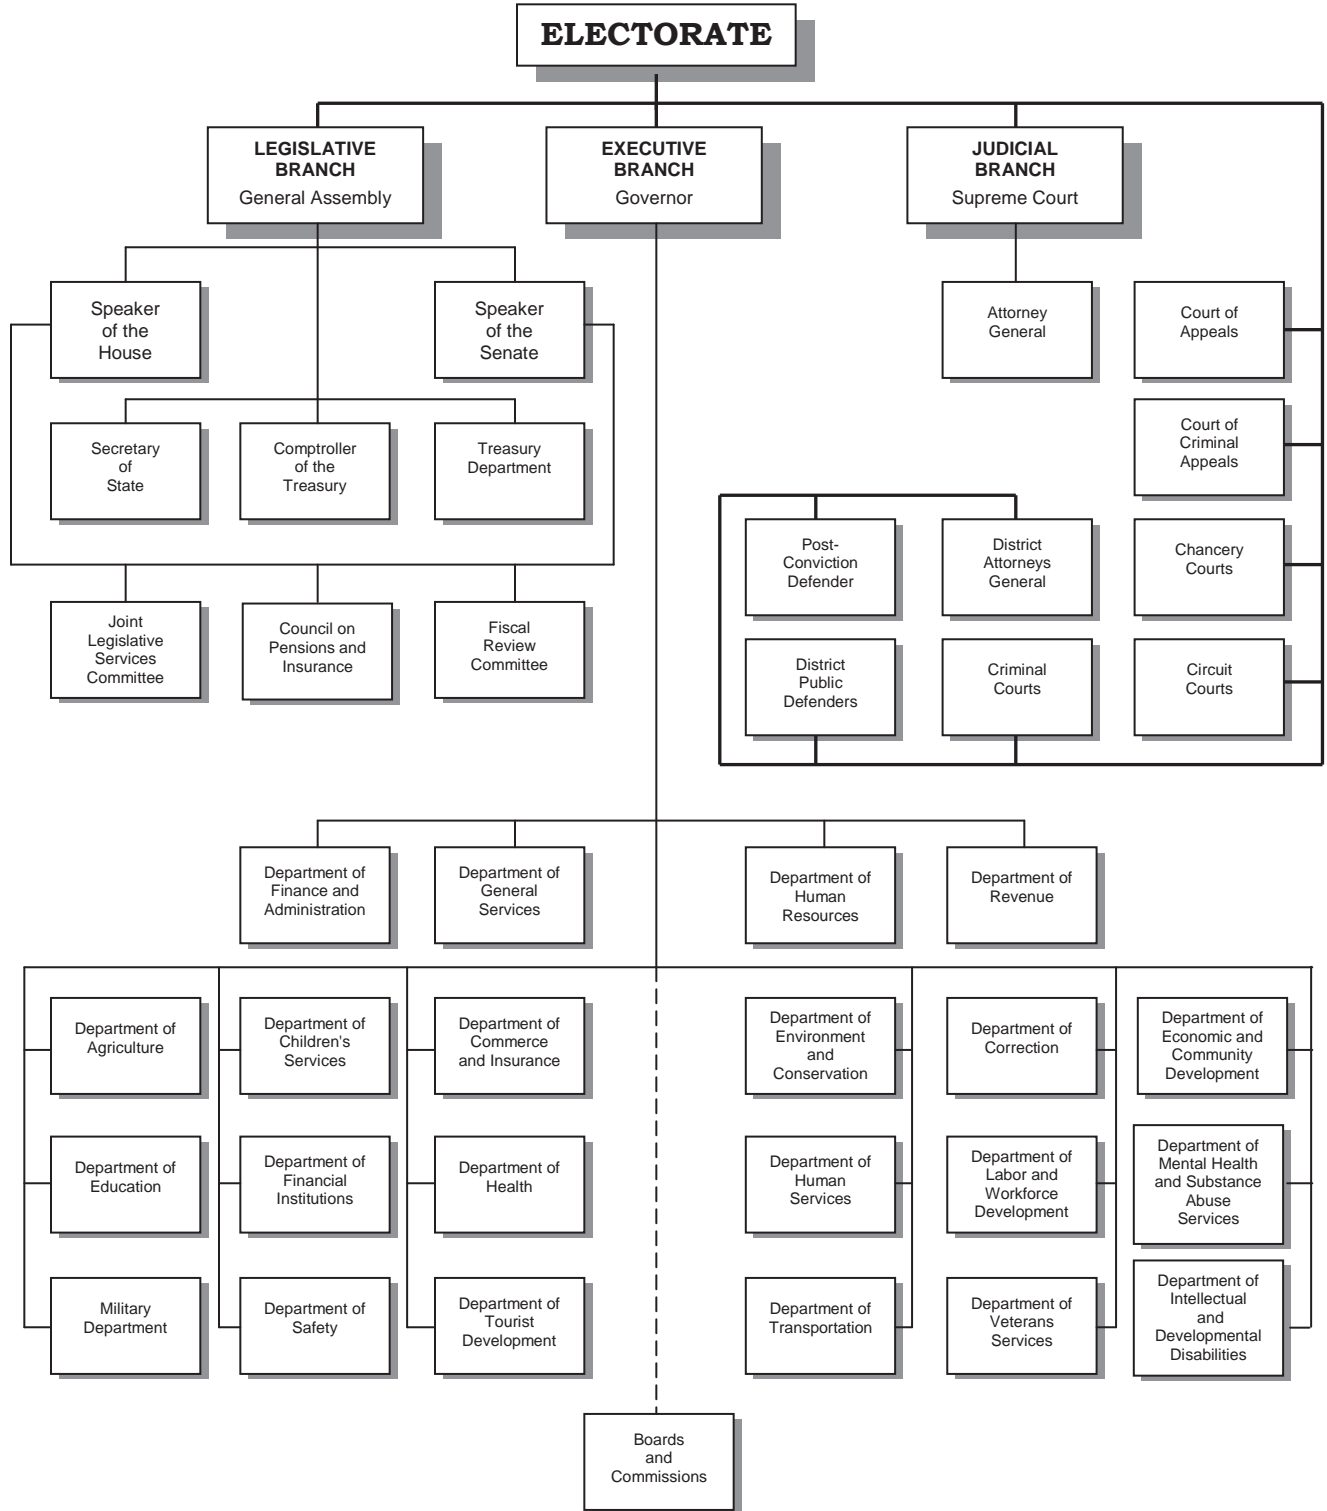 ELECTORATE
LEGISLATIVE
BRANCH
General Assembly
EXECUTIVE
BRANCH
Governor
JUDICIAL
BRANCH
Supreme Court
Speaker
of the
House
Speaker
of the
Senate
Attorney
General
Court of
Appeals
Secretary
of
State
Comptroller
of the
Treasury
Treasury
Department
Court of
Criminal
Appeals
Post-
Conviction
Defender
District
Attorneys
General
Chancery
Courts
Joint
Legislative
Services
Committee
Council on
Pensions and
Insurance
Fiscal
Review
Committee
District
Public
Defenders
Criminal
Courts
Circuit
Courts
Department of
Finance and
Administration
Department of
General
Services
Department of
Human
Resources
Department of
Revenue
Department of
Agriculture
Department of
Children's
Services
Department of
Commerce
and Insurance
Department of
Environment
and
Conservation
Department of
Correction
Department of
Economic and
Community
Development
Department of
Education
Department of
Financial
Institutions
Department of
Health
Department of
Human
Services
Department of
Labor and
Workforce
Development
Department of
Mental Health
and Substance
Abuse
Services
Military
Department
Department of
Safety
Department of
Tourist
Development
Department of
Transportation
Department of
Veterans
Services
Department of
Intellectual
and
Developmental
Disabilities
Boards
and
Commissions